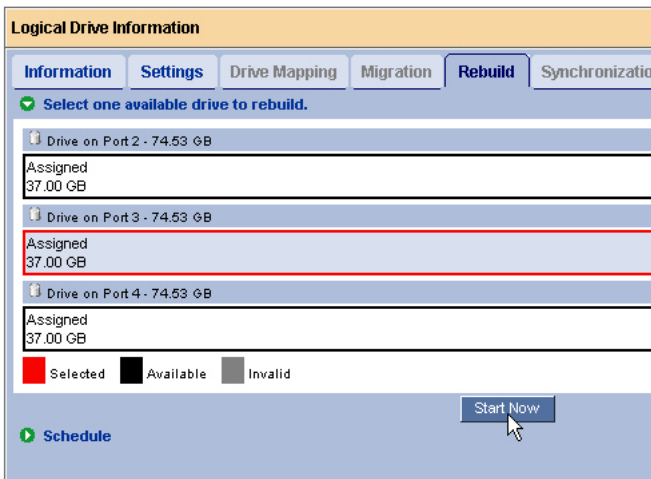 Logical Drive Information
Information Settings Drive Mapping Migration Rebuild Synchronizatio
Select one available drive to rebuild.
Drive on Port 2 - 74.53 GB
Assigned
37.00 GB
Drive on Port 3 - 74.53 GB
Assigned
37.00 GB
Drive on Port 4 - 74.53 GB
Assigned
37.00 GB
Selected Available Invalid
Start Now
Schedule